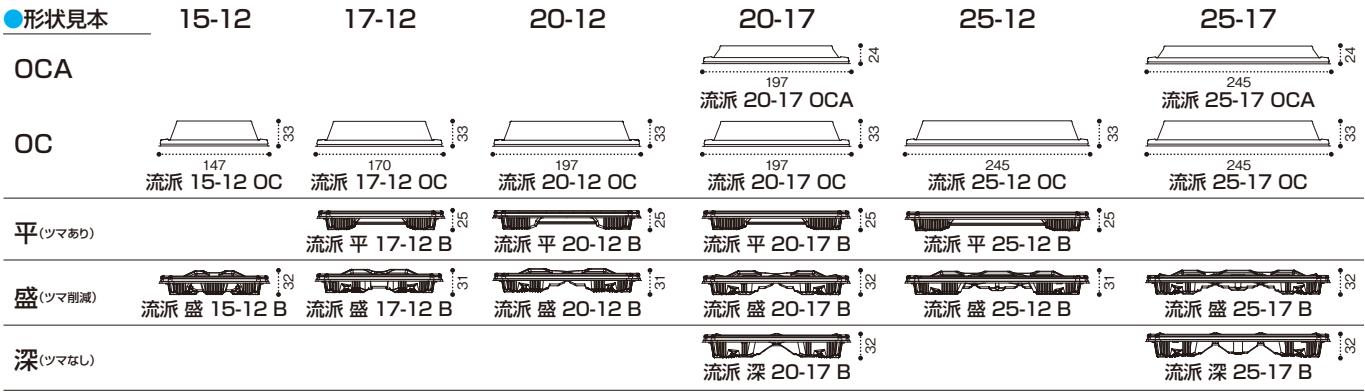 ●形状見本 15-12 17-12 20-12 20-17 25-12 25-17
OCA
24 24
197 245
流派 20-17 OCA 流派 25-17 OCA
OC
33 33 33 33 33 33
147 170 197 197 245 245
流派 15-12 OC 流派 17-12 OC 流派 20-12 OC 流派 20-17 OC 流派 25-12 OC 流派 25-17 OC
平(ツマあり)
25 25 25 25
流派 平 17-12 B 流派 平 20-12 B 流派 平 20-17 B 流派 平 25-12 B
盛(ツマ削減)
32 31 31 32 31 32
流派 盛 15-12 B 流派 盛 17-12 B 流派 盛 20-12 B 流派 盛 20-17 B 流派 盛 25-12 B 流派 盛 25-17 B
深(ツマなし)
32 32
流派 深 20-17 B 流派 深 25-17 B